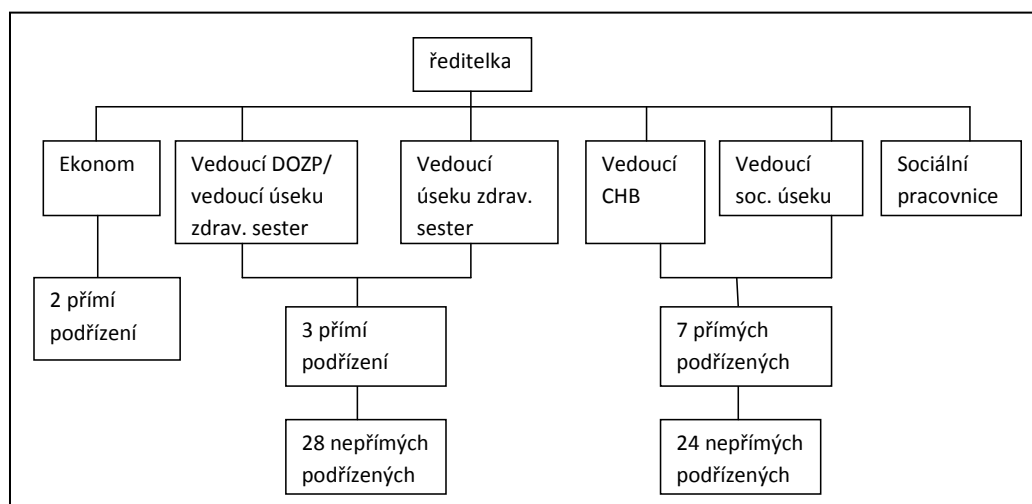 ředitelka
Ekonom
Vedoucí DOZP/
vedoucí úseku
zdrav. sester
Vedoucí
úseku zdrav.
sester
Vedoucí
CHB
Vedoucí
soc. úseku
Sociální
pracovnice
2 přímí
podřízení
3 přímí
podřízení
7 přímých
podřízených
28 nepřímých
podřízených
24 nepřímých
podřízených